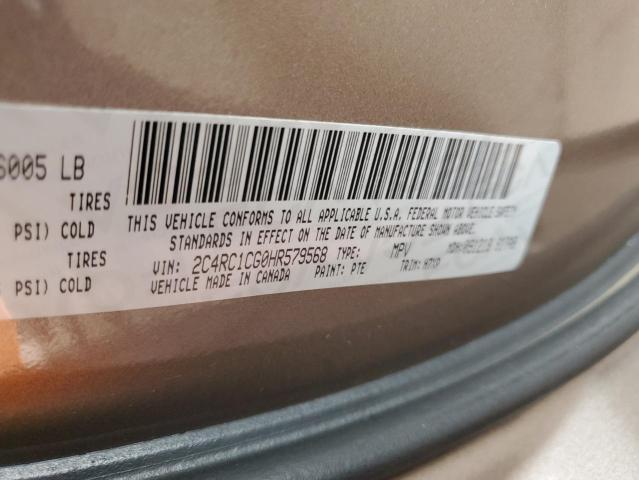 6005 LB
TIRES
PSI) COLD
TIRES
PSI) COLD
THIS VEHICLE CONFORMS TO ALL APPLICABLE U.S.A. FEDERAL MOTOR VEHICLE SAFETY
STANDARDS IN EFFECT ON THE DATE OF MANUFACTURE SHOWN ABOVE.
VIN: 2C4RC1CG0HR579568 TYPE: MPV MDH:
VEHICLE MADE IN CANADA PAINT: PTE TRIM: